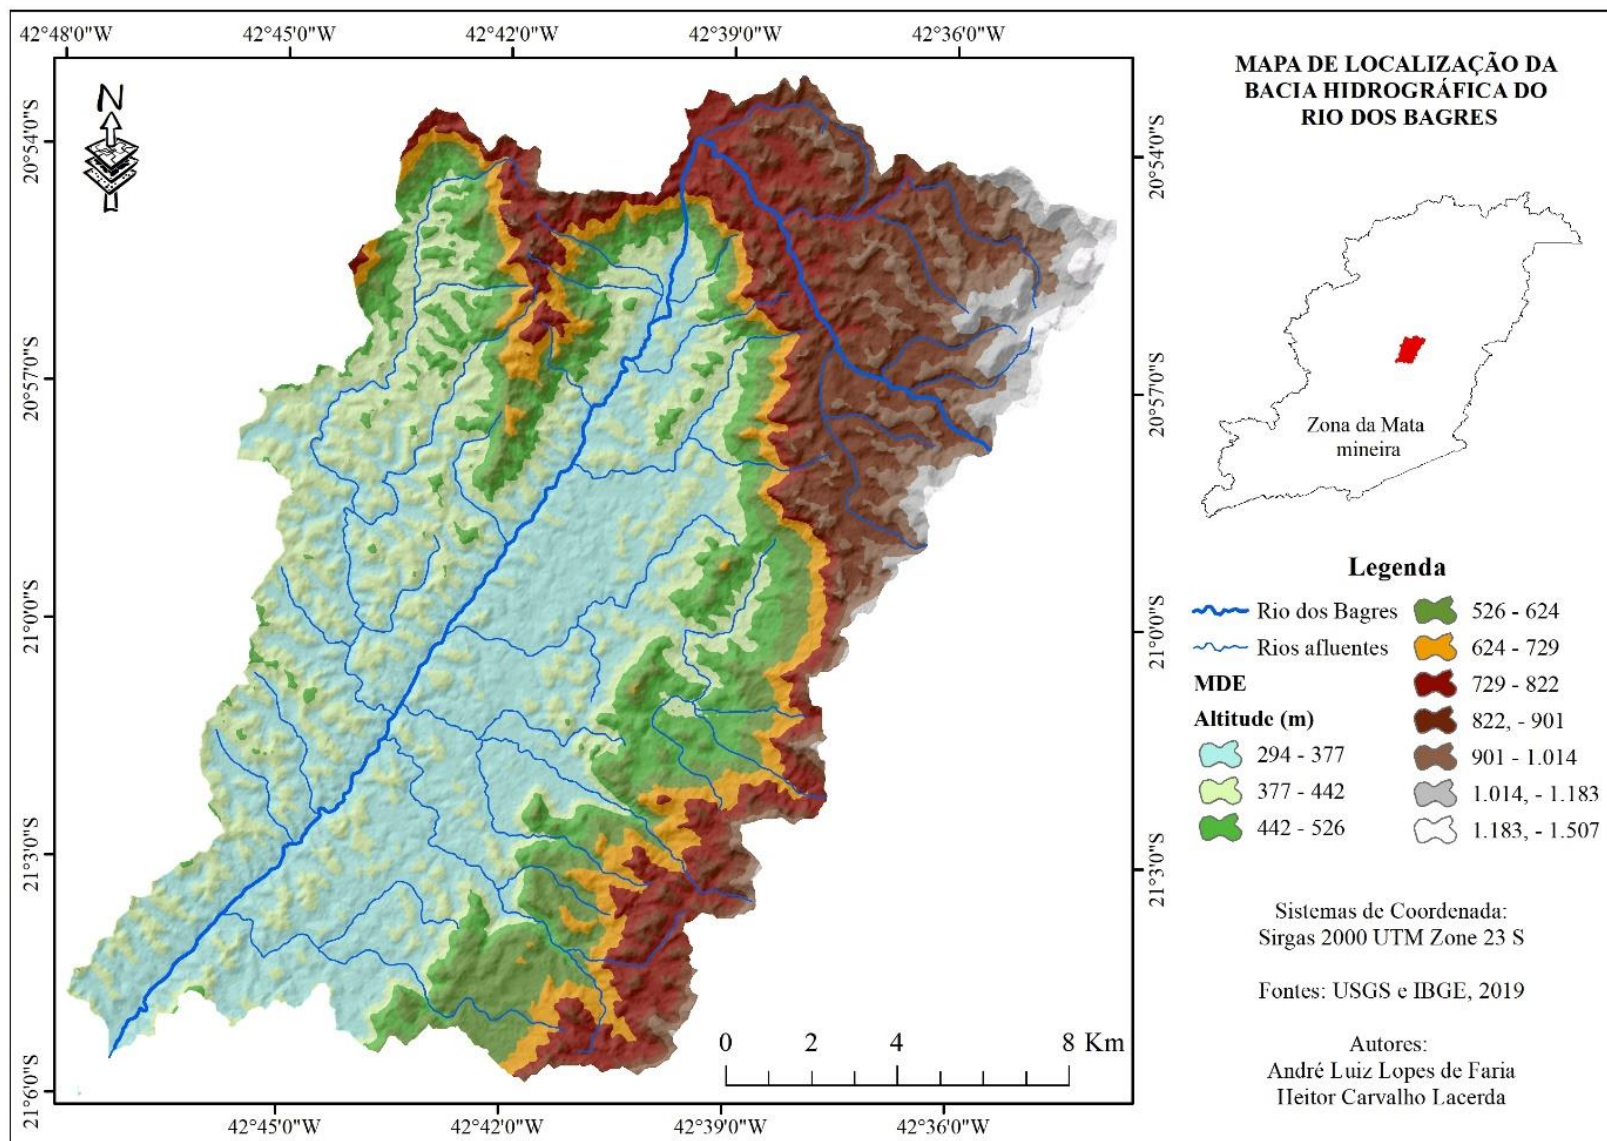 42°48'0"W
42°45'0"W
42°42'0"W
42°39'0"W
42°36'0"W
N
20°54'0"S
20°57'0"S
21°0'0"S
21°3'0"S
21°6'0"S
20°54'0"S
20°57'0"S
21°0'0"S
21°3'0"S
0 2 4 8 Km
42°45'0"W
42°42'0"W
42°39'0"W
42°36'0"W
MAPA DE LOCALIZAÇÃO DA
BACIA HIDROGRÁFICA DO
RIO DOS BAGRES
Zona da Mata
mineira
Legenda
Rio dos Bagres
Rios afluentes
MDE
Altitude (m)
294 - 377
377 - 442
442 - 526
526 - 624
624 - 729
729 - 822
822, - 901
901 - 1.014
1.014, - 1.183
1.183, - 1.507
Sistemas de Coordenada:
Sirgas 2000 UTM Zone 23 S
Fontes: USGS e IBGE, 2019
Autores:
André Luiz Lopes de Faria
Heitor Carvalho Lacerda